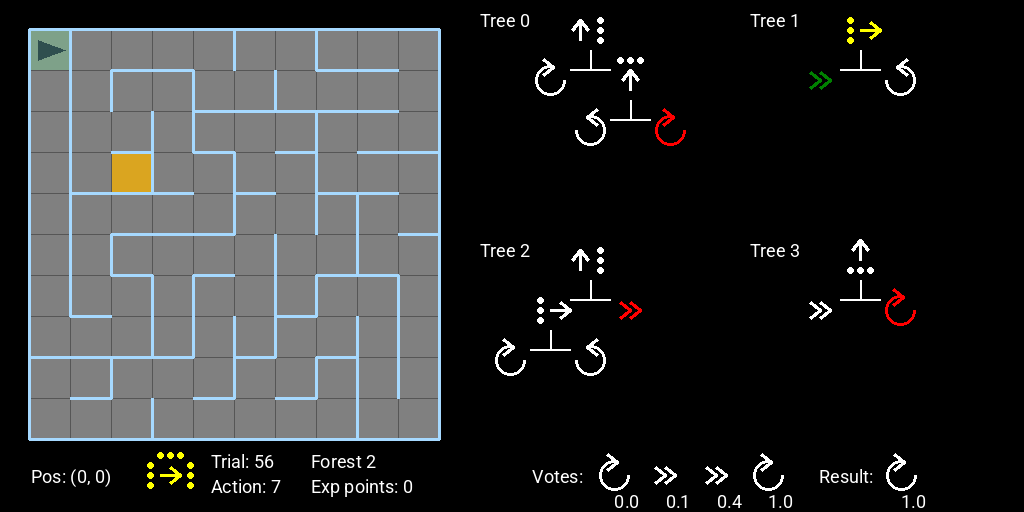 Tree 0
Tree 1
Tree 2
Tree 3
Pos: (0, 0)
Trial: 56
Forest 2
Action: 7
Exp points: 0
Votes:
Result:
0.0
0.1
0.4
1.0
1.0